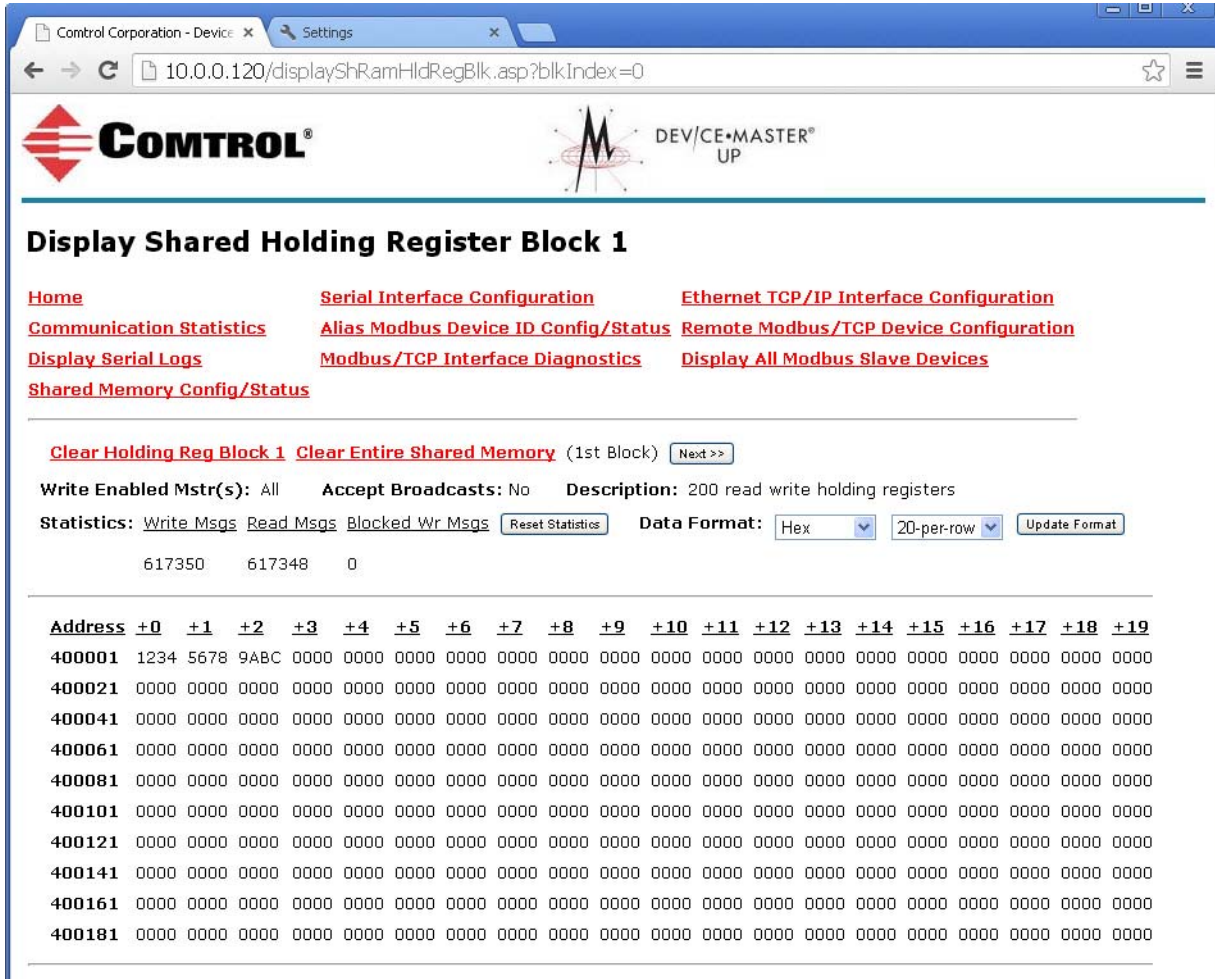 Comtrol Corporation - Device Settings
10.0.0.120/displayShRamHldRegBlk.asp?blkIndex=0
COMTROL® DEVICE•MASTER®
UP
Display Shared Holding Register Block 1
Home Serial Interface Configuration Ethernet TCP/IP Interface Configuration
Communication Statistics Alias Modbus Device ID Config/Status Remote Modbus/TCP Device Configuration
Display Serial Logs Modbus/TCP Interface Diagnostics Display All Modbus Slave Devices
Shared Memory Config/Status
Clear Holding Reg Block 1 Clear Entire Shared Memory (1st Block) Next >>
Write Enabled Mstr(s): All Accept Broadcasts: No Description: 200 read write holding registers
Statistics: Write Msgs Read Msgs Blocked Wr Msgs Reset Statistics Data Format: Hex 20-per-row Update Format
617350 617348 0
Address +0 +1 +2 +3 +4 +5 +6 +7 +8 +9 +10 +11 +12 +13 +14 +15 +16 +17 +18 +19
400001 1234 5678 9ABC 0000 0000 0000 0000 0000 0000 0000 0000 0000 0000 0000 0000 0000 0000 0000 0000 0000
400021 0000 0000 0000 0000 0000 0000 0000 0000 0000 0000 0000 0000 0000 0000 0000 0000 0000 0000 0000 0000
400041 0000 0000 0000 0000 0000 0000 0000 0000 0000 0000 0000 0000 0000 0000 0000 0000 0000 0000 0000 0000
400061 0000 0000 0000 0000 0000 0000 0000 0000 0000 0000 0000 0000 0000 0000 0000 0000 0000 0000 0000 0000
400081 0000 0000 0000 0000 0000 0000 0000 0000 0000 0000 0000 0000 0000 0000 0000 0000 0000 0000 0000 0000
400101 0000 0000 0000 0000 0000 0000 0000 0000 0000 0000 0000 0000 0000 0000 0000 0000 0000 0000 0000 0000
400121 0000 0000 0000 0000 0000 0000 0000 0000 0000 0000 0000 0000 0000 0000 0000 0000 0000 0000 0000 0000
400141 0000 0000 0000 0000 0000 0000 0000 0000 0000 0000 0000 0000 0000 0000 0000 0000 0000 0000 0000 0000
400161 0000 0000 0000 0000 0000 0000 0000 0000 0000 0000 0000 0000 0000 0000 0000 0000 0000 0000 0000 0000
400181 0000 0000 0000 0000 0000 0000 0000 0000 0000 0000 0000 0000 0000 0000 0000 0000 0000 0000 0000 0000